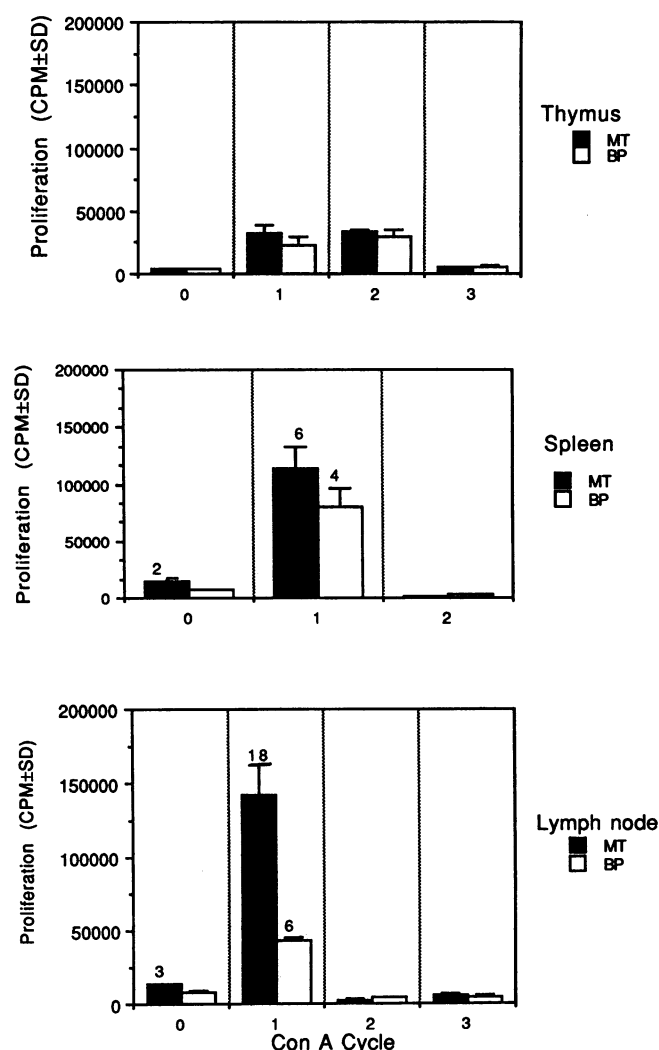 Proliferation (CPM±SD)
200000
150000
100000
50000
0
0 1 2 3
Thymus
MT
BP
Proliferation (CPM±SD)
200000
150000
100000
50000
0
2
6
4
0 1 2
Spleen
MT
BP
Proliferation (CPM±SD)
200000
150000
100000
50000
0
3
18
6
0 1 2 3
Con A Cycle
Lymph node
MT
BP